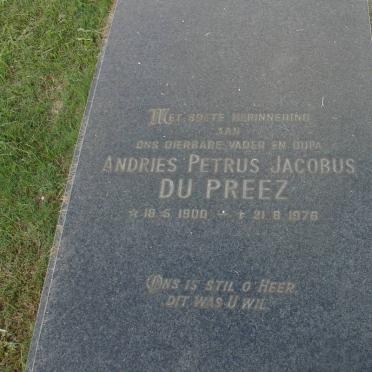 Met soete herinnering
aan
ons dierbare vader en oupa
Andries Petrus Jacobus
du Preez
☆ 18.5.1900 – ✝ 21.8.1976
Ons is stil o' Heer,
dit was U wil